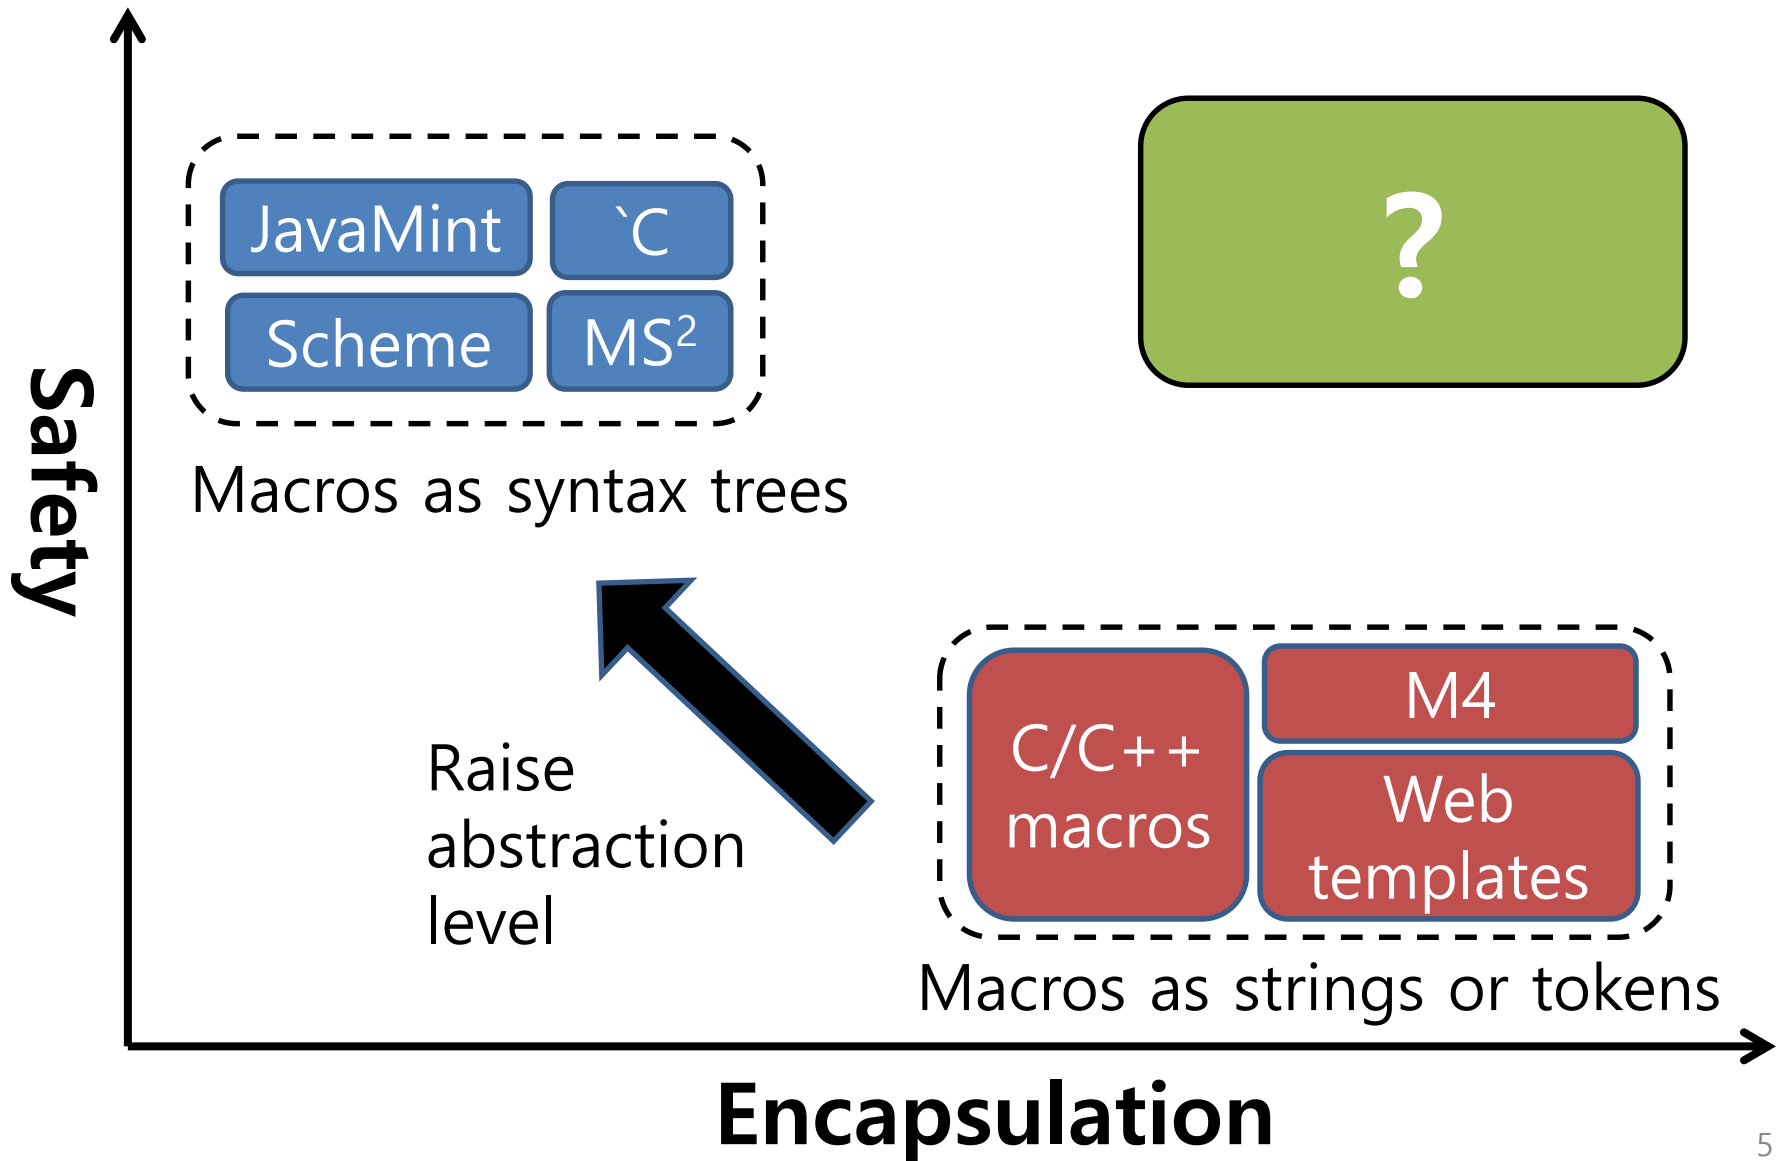 Safety
JavaMint
`C
Scheme
MS²
Macros as syntax trees
?
Raise
abstraction
level
C/C++
macros
M4
Web
templates
Macros as strings or tokens
Encapsulation
5